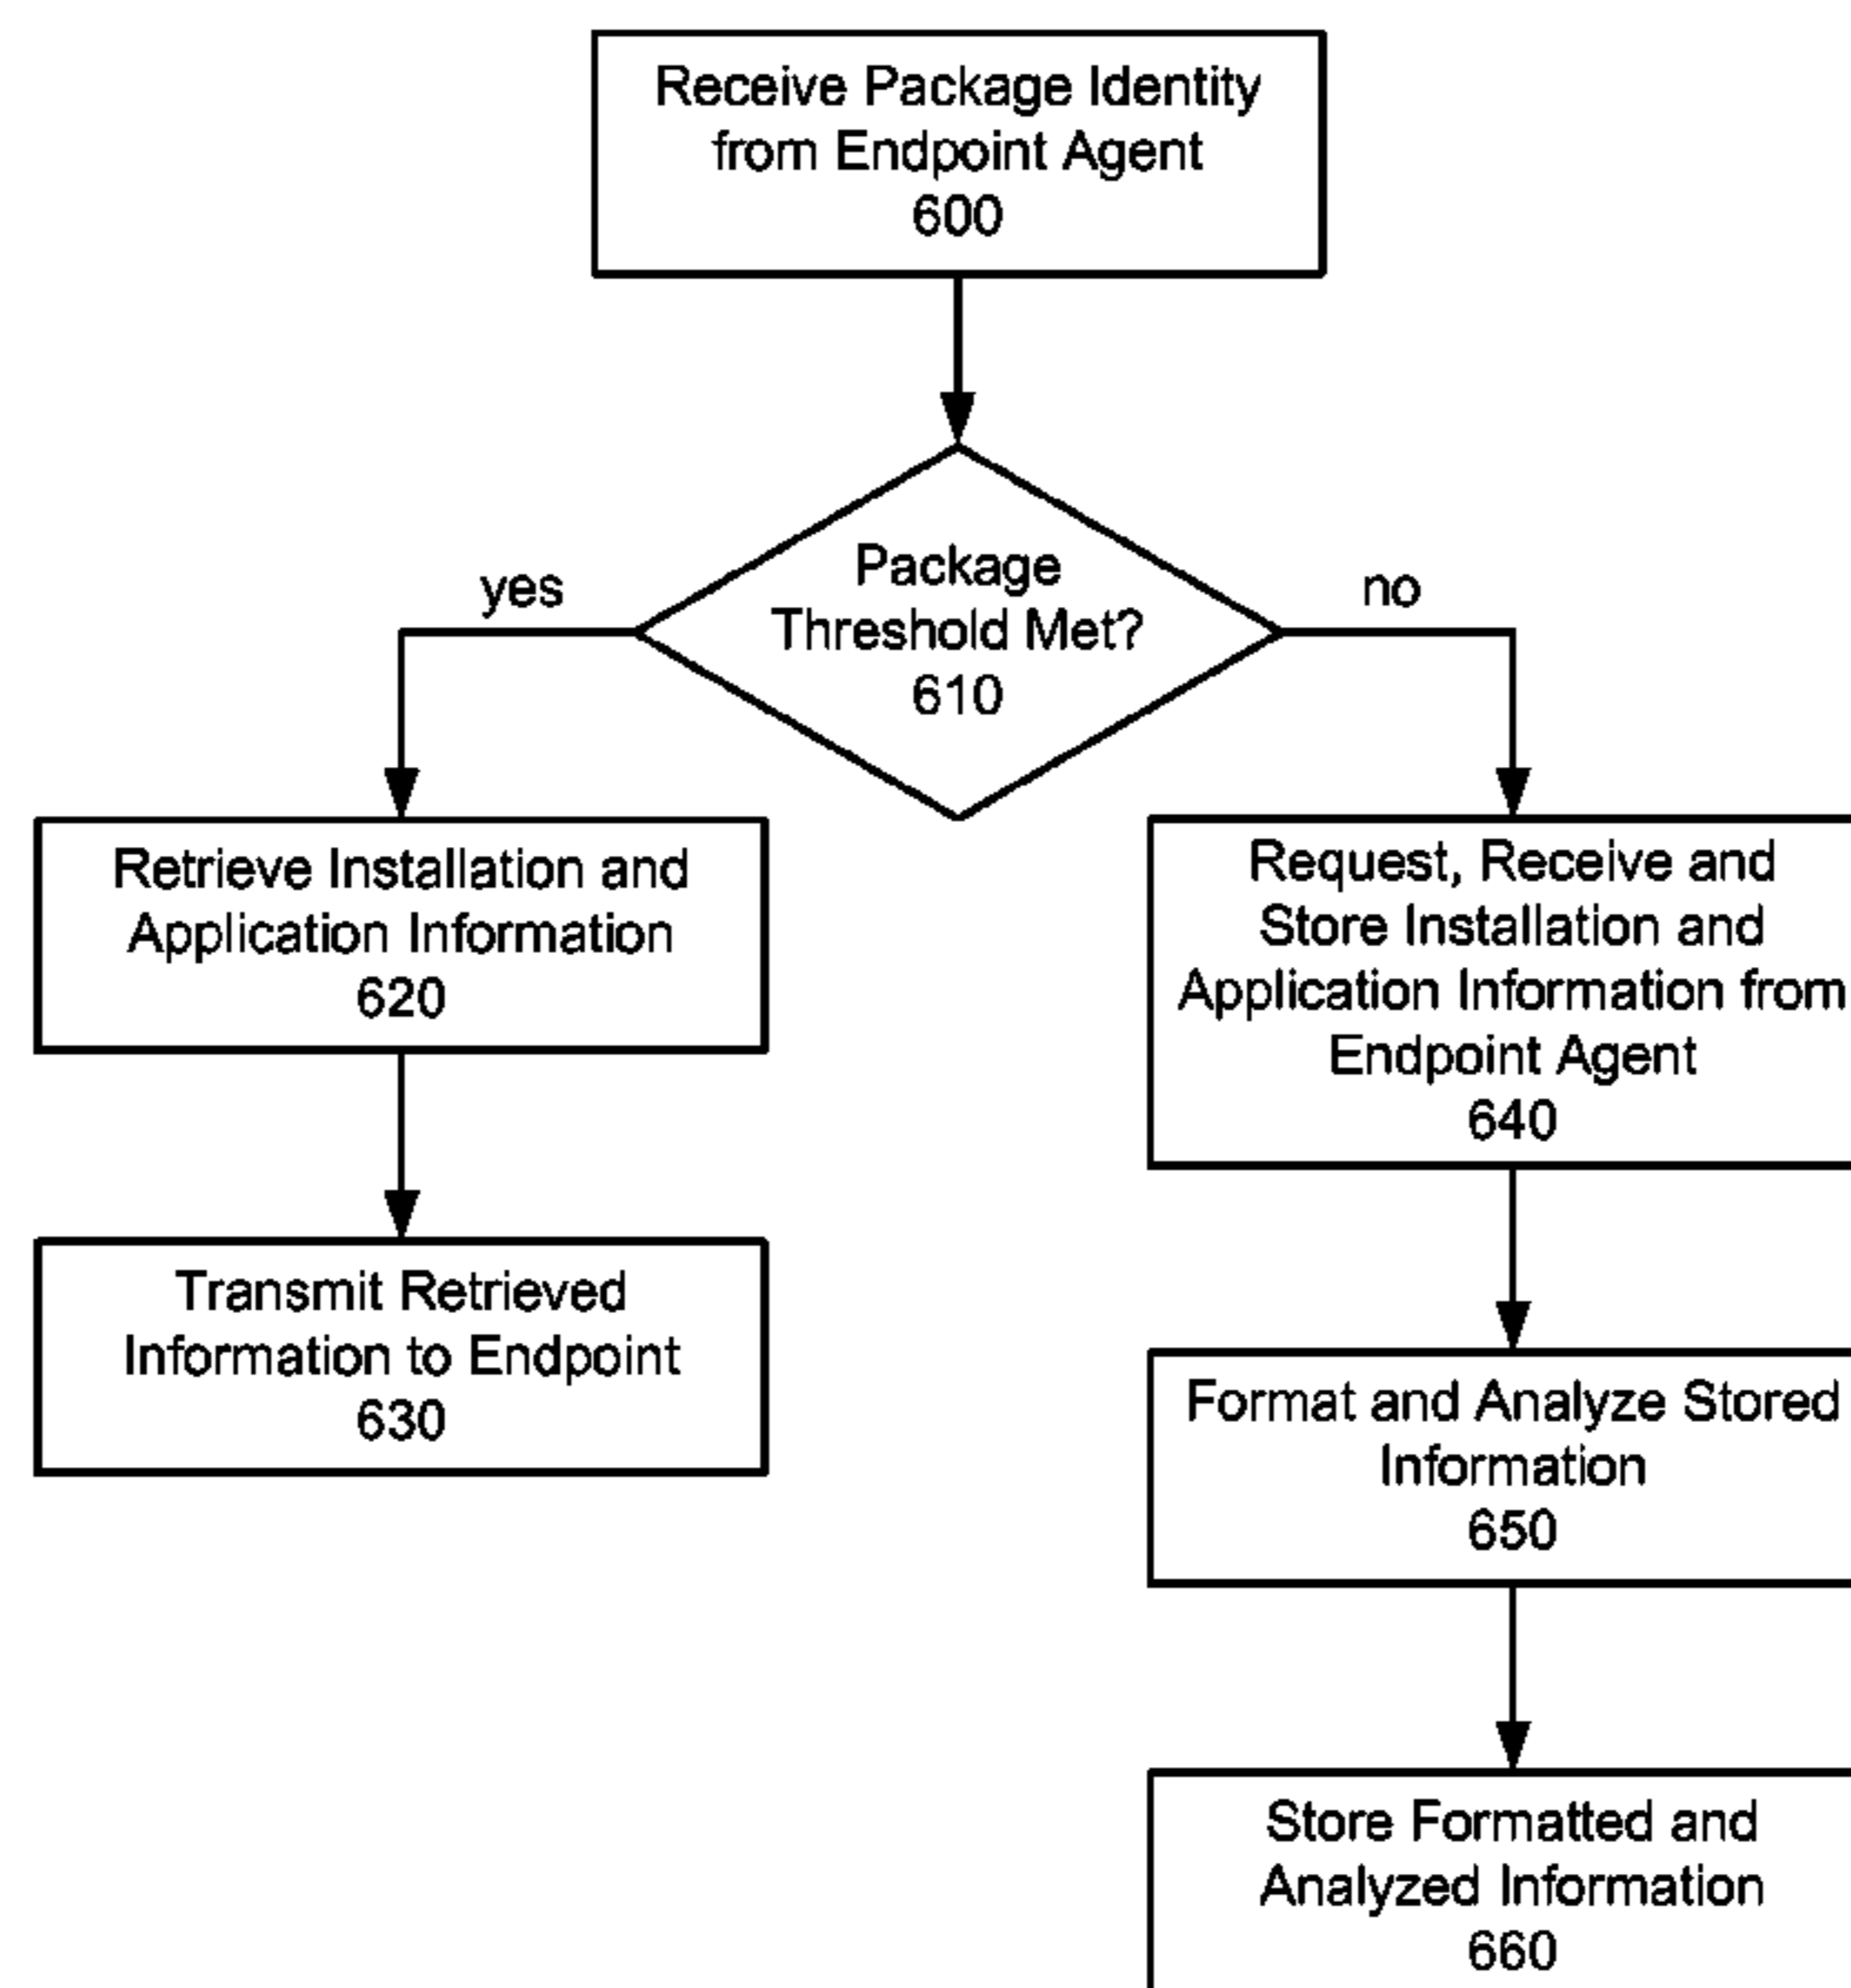 Receive Package Identity
from Endpoint Agent
600
Package
Threshold Met?
610
yes
no
Retrieve Installation and
Application Information
620
Request, Receive and
Store Installation and
Application Information from
Endpoint Agent
640
Transmit Retrieved
Information to Endpoint
630
Format and Analyze Stored
Information
650
Store Formatted and
Analyzed Information
660